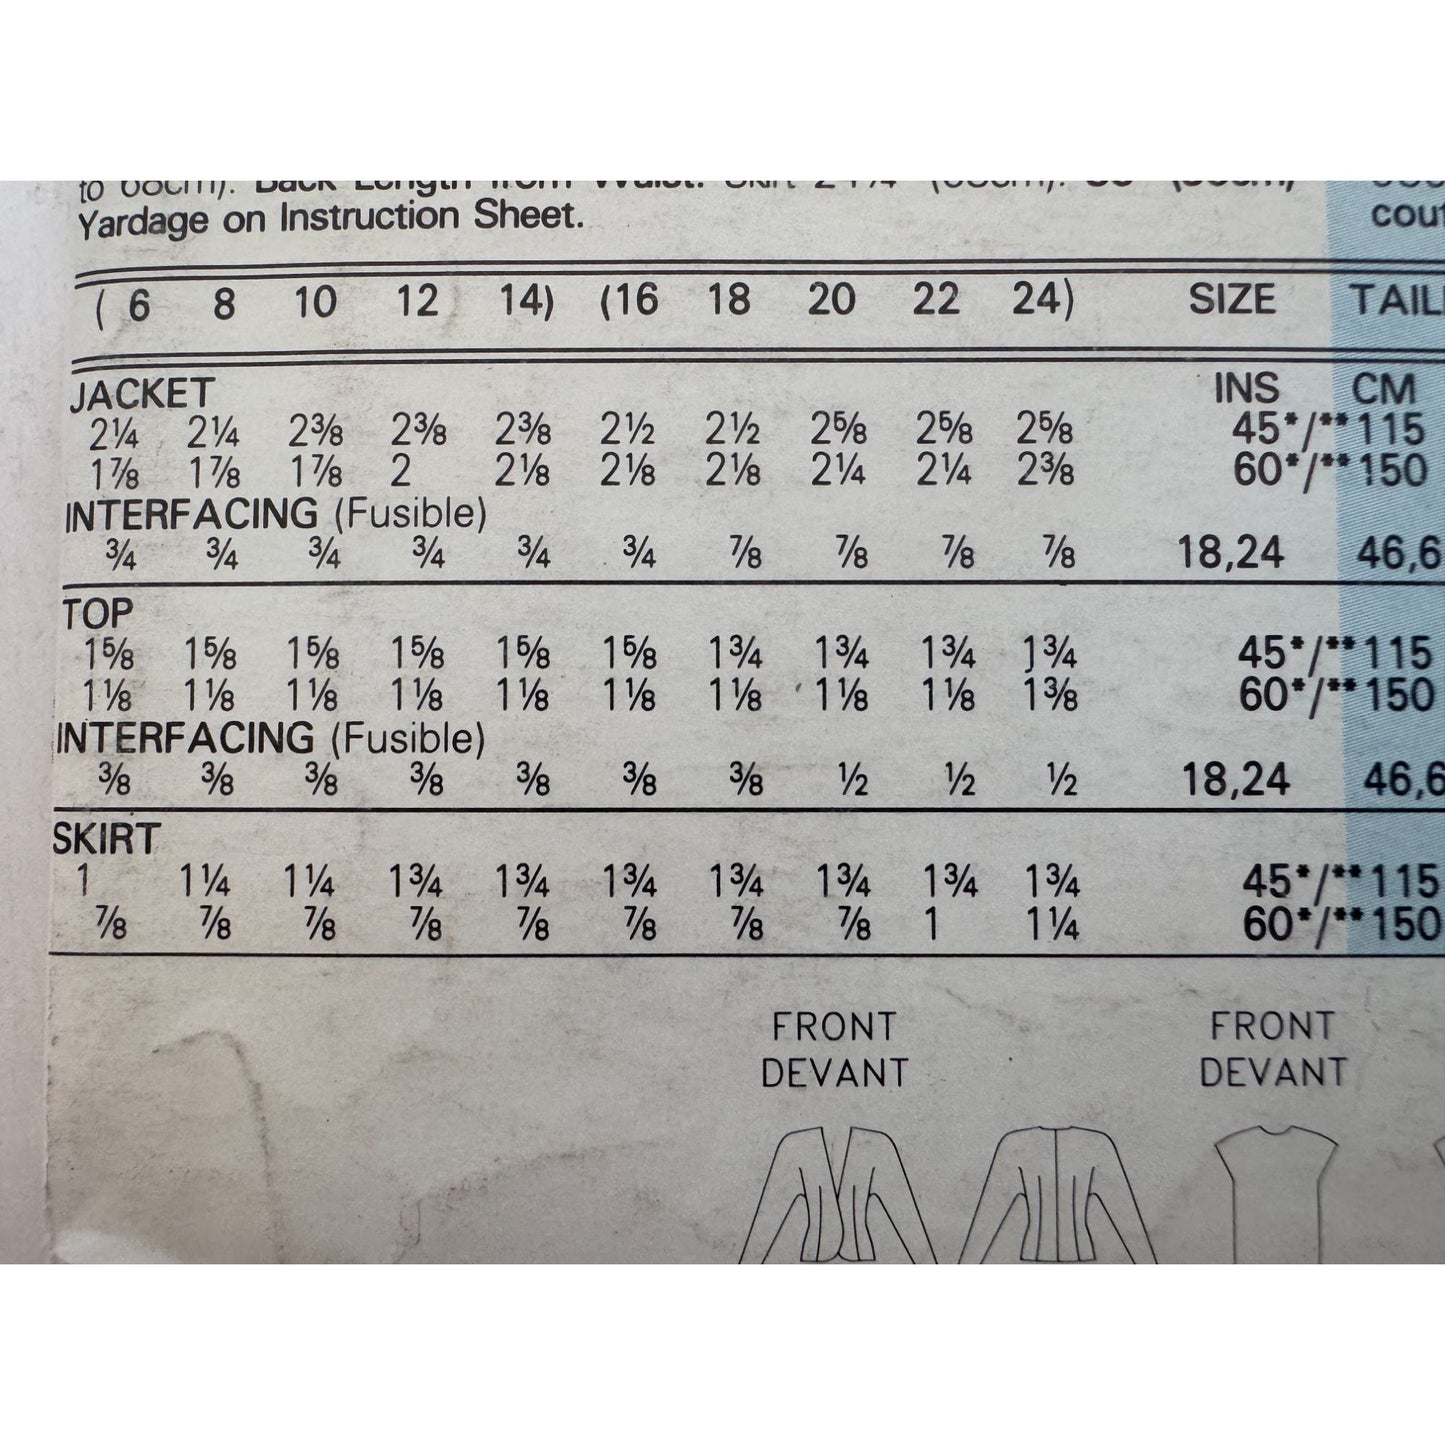 Yardage on Instruction Sheet.
cout
( 6 8 10 12 14) (16 18 20 22 24) SIZE TAILL
JACKET INS CM
2¼ 2¼ 2⅜ 2⅜ 2⅜ 2½ 2½ 2⅝ 2⅝ 2⅝ 45*/** 115
1⅞ 1⅞ 1⅞ 2 2⅛ 2⅛ 2⅛ 2¼ 2¼ 2⅜ 60*/** 150
INTERFACING (Fusible)
¾ ¾ ¾ ¾ ¾ ¾ ⅞ ⅞ ⅞ ⅞ 18,24 46,6
TOP
1⅝ 1⅝ 1⅝ 1⅝ 1⅝ 1⅝ 1¾ 1¾ 1¾ 1¾ 45*/** 115
1⅛ 1⅛ 1⅛ 1⅛ 1⅛ 1⅛ 1⅛ 1⅛ 1⅛ 1⅜ 60*/** 150
INTERFACING (Fusible)
⅜ ⅜ ⅜ ⅜ ⅜ ⅜ ⅜ ½ ½ ½ 18,24 46,6
SKIRT
1 1¼ 1¼ 1¾ 1¾ 1¾ 1¾ 1¾ 1¾ 1¾ 45*/** 115
⅞ ⅞ ⅞ ⅞ ⅞ ⅞ ⅞ ⅞ 1 1¼ 60*/** 150
FRONT FRONT
DEVANT DEVANT